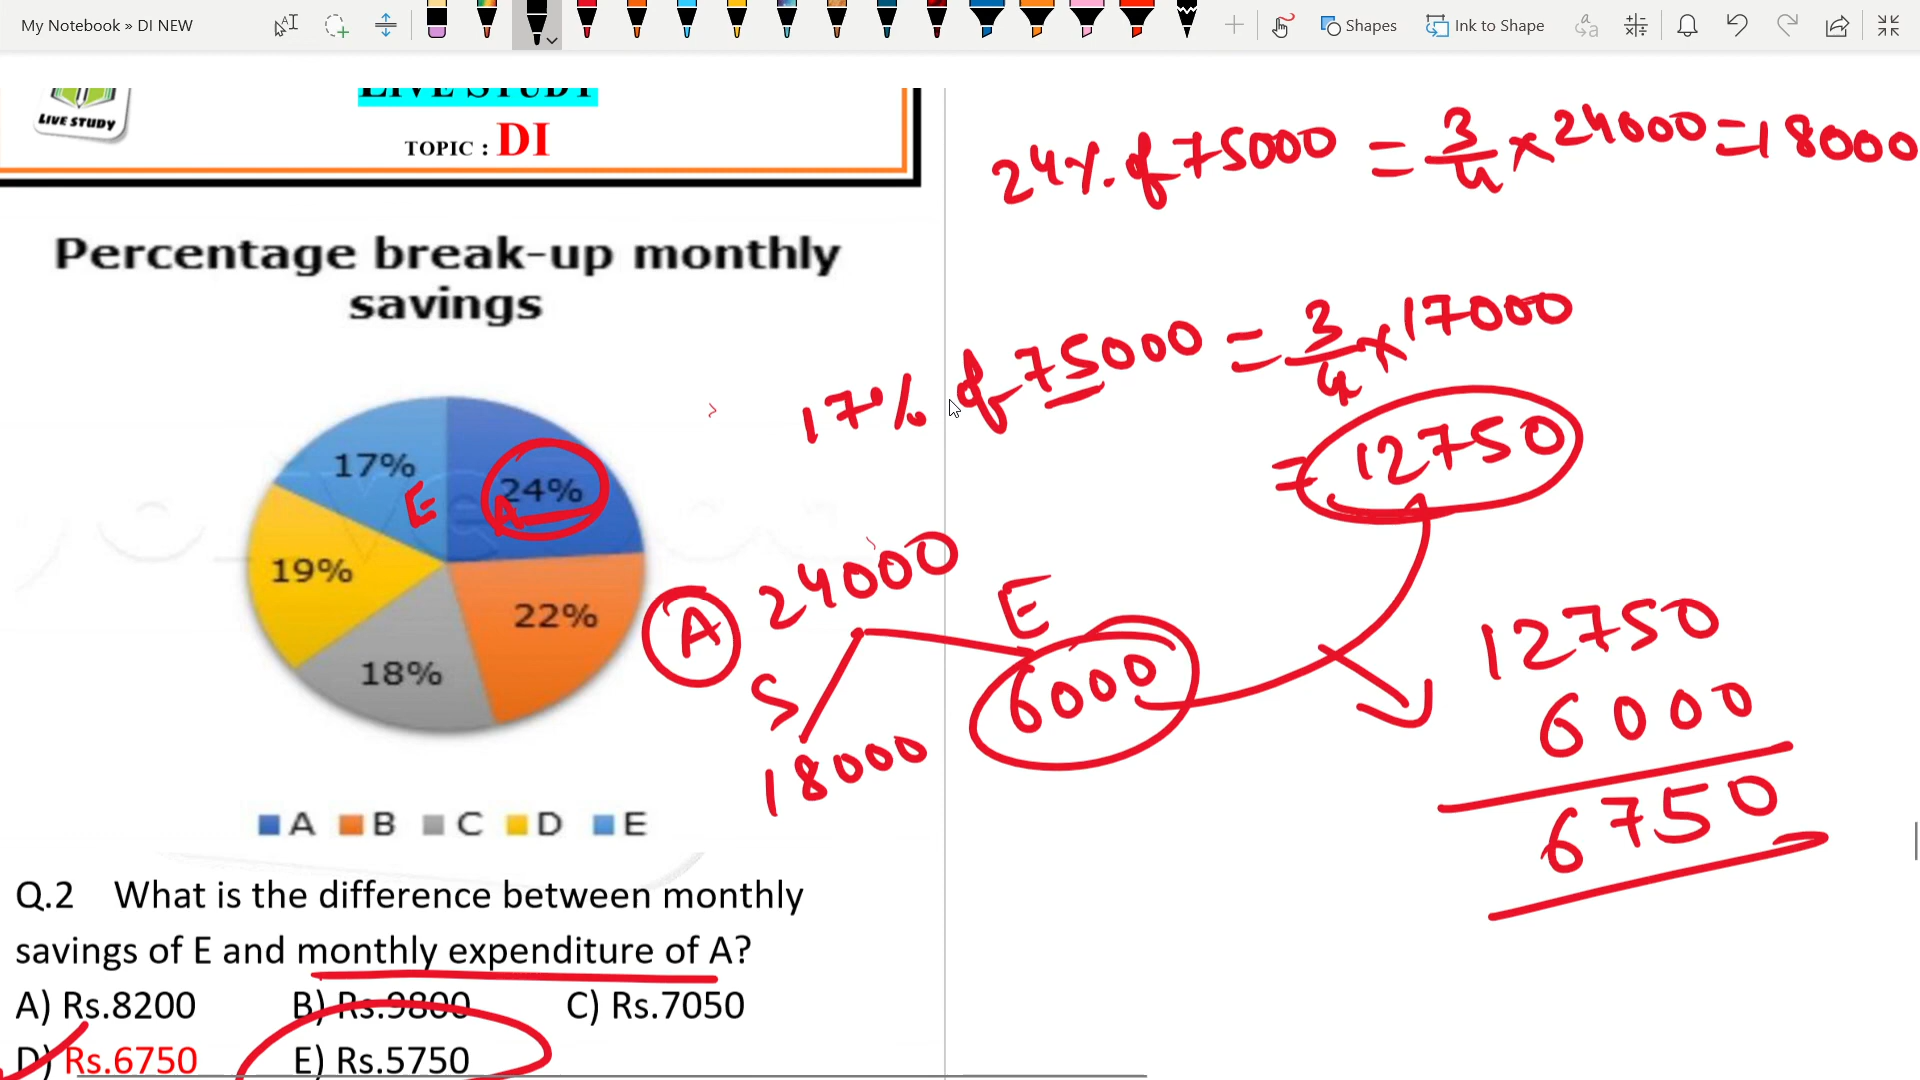 My Notebook » DI NEW
Shapes
Ink to Shape
LIVE STUDY
LIVE STUDY
TOPIC : DI
24% of 75000 = 3/4 × 24000 = 18000
Percentage break-up monthly
savings
17% of 75000 = 3/4 × 17000
= 12750
17%
E
24%
A
19%
22%
18%
A
24000
E
S
6000
18000
12750
6000
6750
A B C D E
Q.2 What is the difference between monthly
savings of E and monthly expenditure of A?
A) Rs.8200 B) Rs.9800 C) Rs.7050
D) Rs.6750 E) Rs.5750